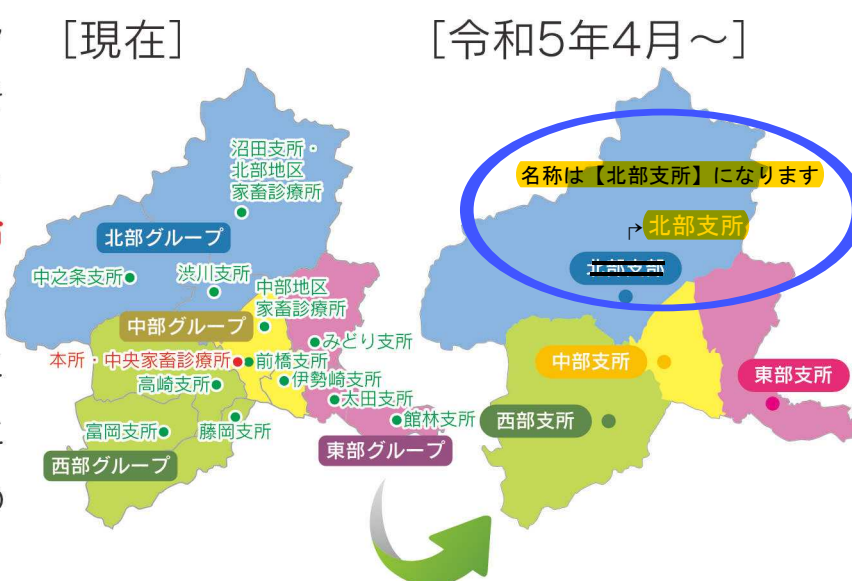 [現在]
沼田支所・
北部地区
家畜診療所
北部グループ
中之条支所
渋川支所
中部地区
家畜診療所
中部グループ
みどり支所
本所・中央家畜診療所
前橋支所
高崎支所
伊勢崎支所
太田支所
館林支所
富岡支所
藤岡支所
西部グループ
東部グループ
[令和5年4月～]
名称は【北部支所】になります
北部支所
北部支部
中部支所
東部支所
西部支所